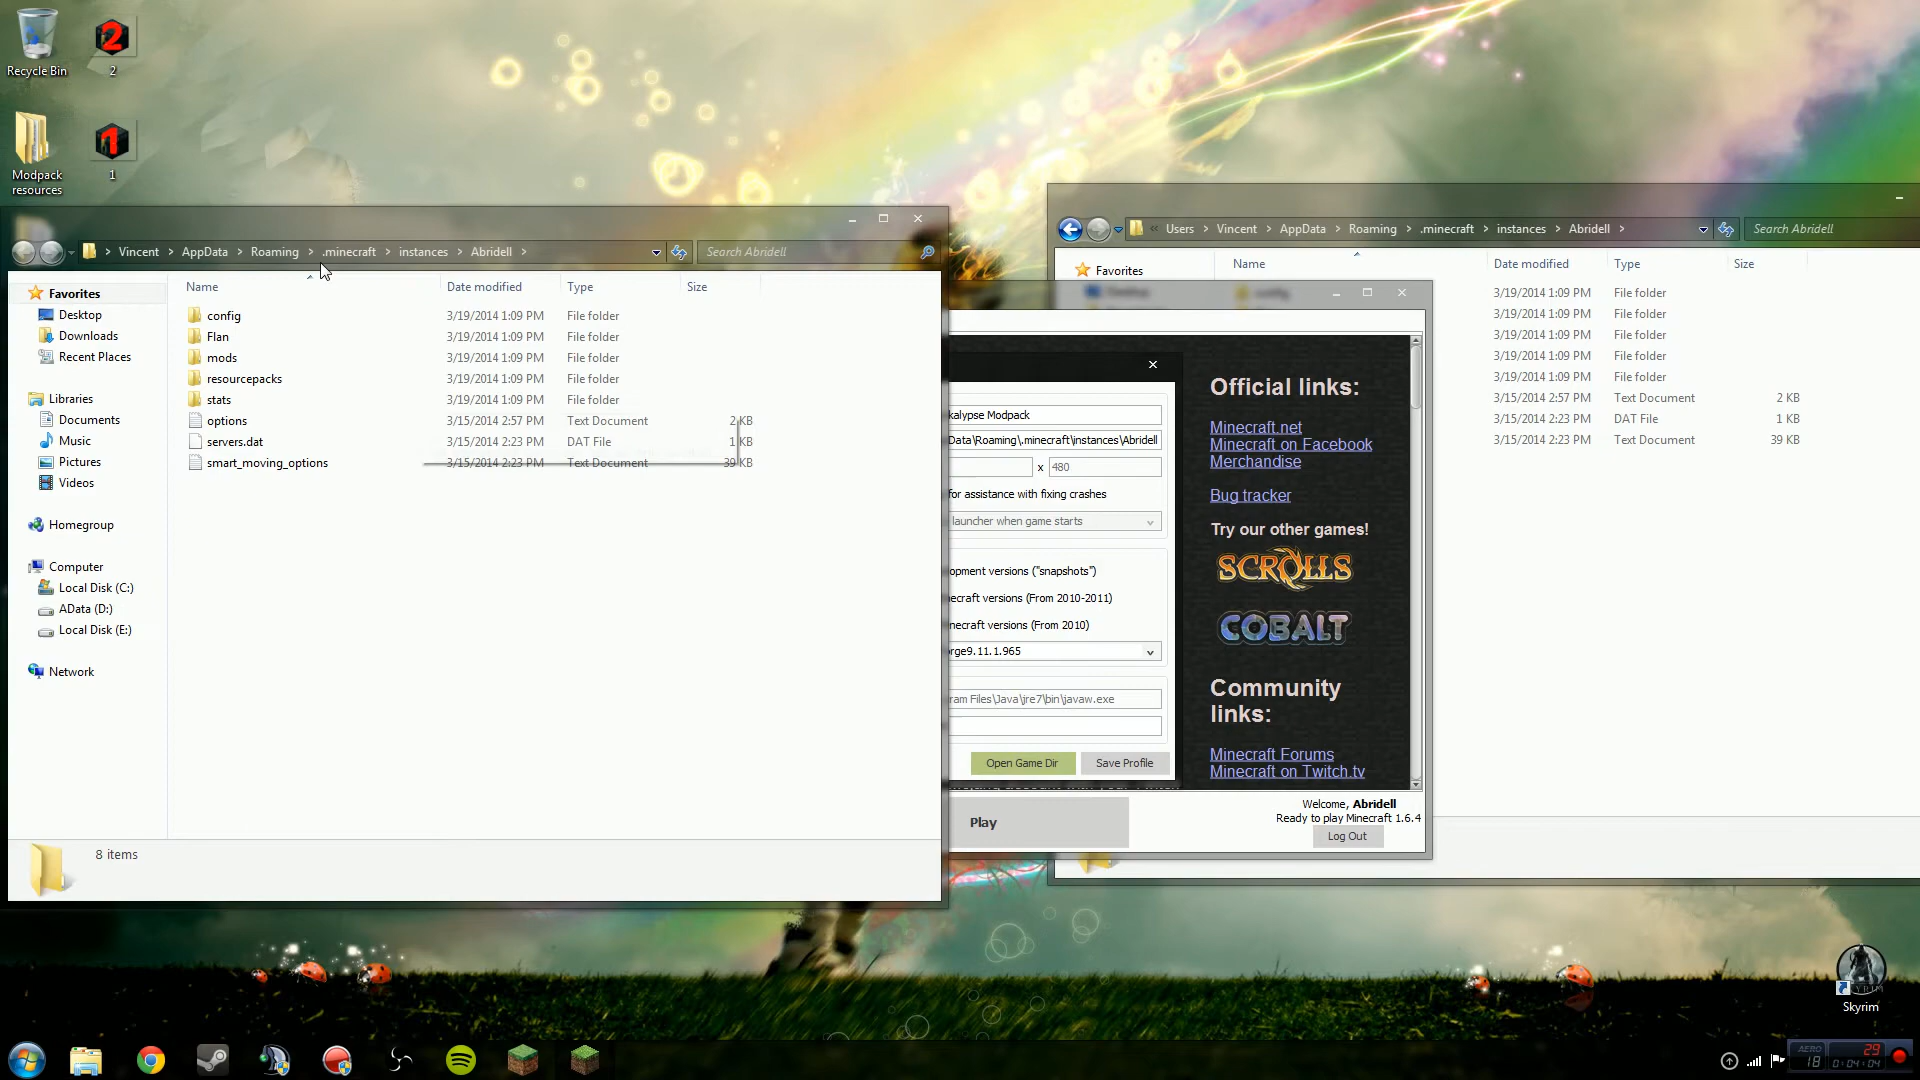 Recycle Bin
2
Modpack
resources
1
Vincent
AppData
Roaming
.minecraft
instances
Abridell
Search Abridell
Name
Date modified
Type
Size
Favorites
Desktop
Downloads
Recent Places
Libraries
Documents
Music
Pictures
Videos
Homegroup
Computer
Local Disk (C:)
AData (D:)
Local Disk (E:)
Network
config 3/19/2014 1:09 PM File folder
Flan 3/19/2014 1:09 PM File folder
mods 3/19/2014 1:09 PM File folder
resourcepacks 3/19/2014 1:09 PM File folder
stats 3/19/2014 1:09 PM File folder
options 3/15/2014 2:57 PM Text Document 2 KB
servers.dat 3/15/2014 2:23 PM DAT File 1 KB
smart_moving_options 3/15/2014 2:23 PM Text Document 39 KB
8 items
Users
Vincent
AppData
Roaming
.minecraft
instances
Abridell
Search Abridell
Favorites
Name
Date modified
Type
Size
3/19/2014 1:09 PM File folder
3/19/2014 1:09 PM File folder
3/19/2014 1:09 PM File folder
3/19/2014 1:09 PM File folder
3/19/2014 1:09 PM File folder
3/15/2014 2:57 PM Text Document 2 KB
3/15/2014 2:23 PM DAT File 1 KB
3/15/2014 2:23 PM Text Document 39 KB
kalypse Modpack
Data\Roaming\.minecraft\instances\Abridell
x 480
for assistance with fixing crashes
launcher when game starts
opment versions ("snapshots")
necraft versions (From 2010-2011)
necraft versions (From 2010)
orge9.11.1.965
ram Files\Java\jre7\bin\javaw.exe
Open Game Dir
Save Profile
Official links:
Minecraft.net
Minecraft on Facebook
Merchandise
Bug tracker
Try our other games!
SCROLLS
COBALT
Community
links:
Minecraft Forums
Minecraft on Twitch.tv
Play
Welcome, Abridell
Ready to play Minecraft 1.6.4
Log Out
Skyrim
AERO
18
29
0:04:04